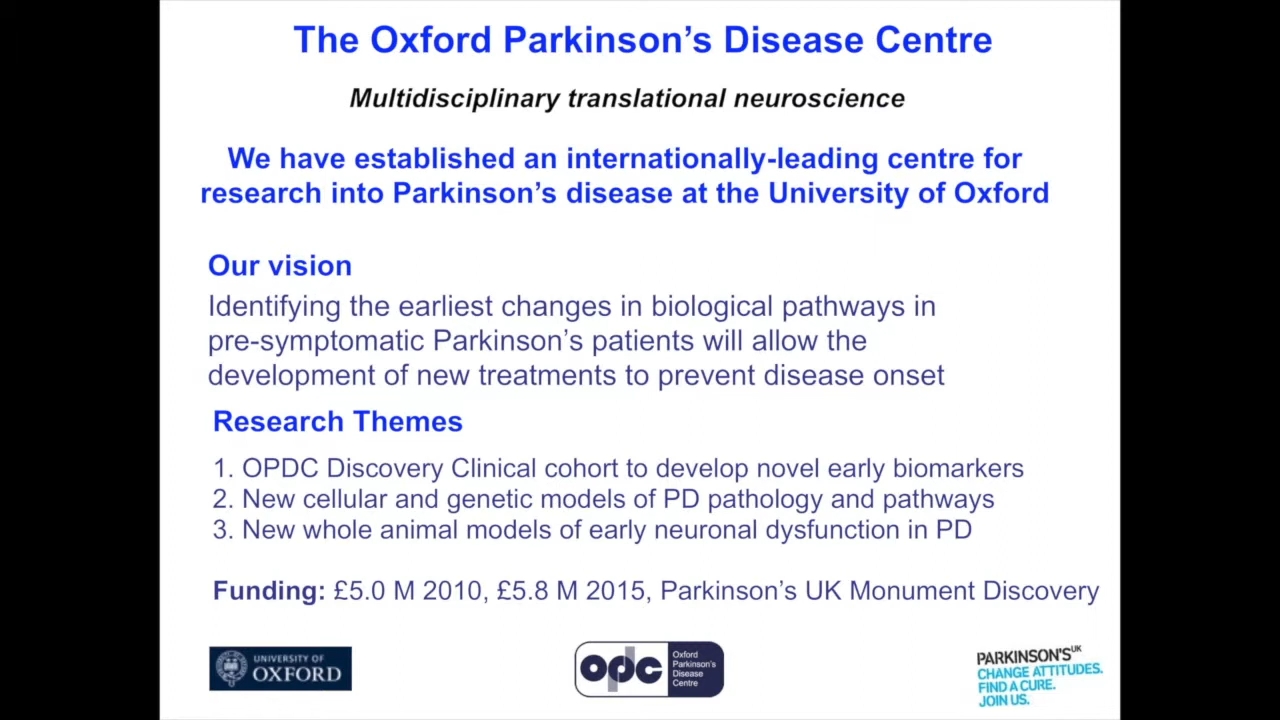 The Oxford Parkinson’s Disease Centre
Multidisciplinary translational neuroscience
We have established an internationally-leading centre for
research into Parkinson’s disease at the University of Oxford
Our vision
Identifying the earliest changes in biological pathways in
pre-symptomatic Parkinson’s patients will allow the
development of new treatments to prevent disease onset
Research Themes
1. OPDC Discovery Clinical cohort to develop novel early biomarkers
2. New cellular and genetic models of PD pathology and pathways
3. New whole animal models of early neuronal dysfunction in PD
Funding: £5.0 M 2010, £5.8 M 2015, Parkinson’s UK Monument Discovery
UNIVERSITY OF
OXFORD
opdc
Oxford
Parkinson’s
Disease
Centre
PARKINSON’S UK
CHANGE ATTITUDES.
FIND A CURE.
JOIN US.